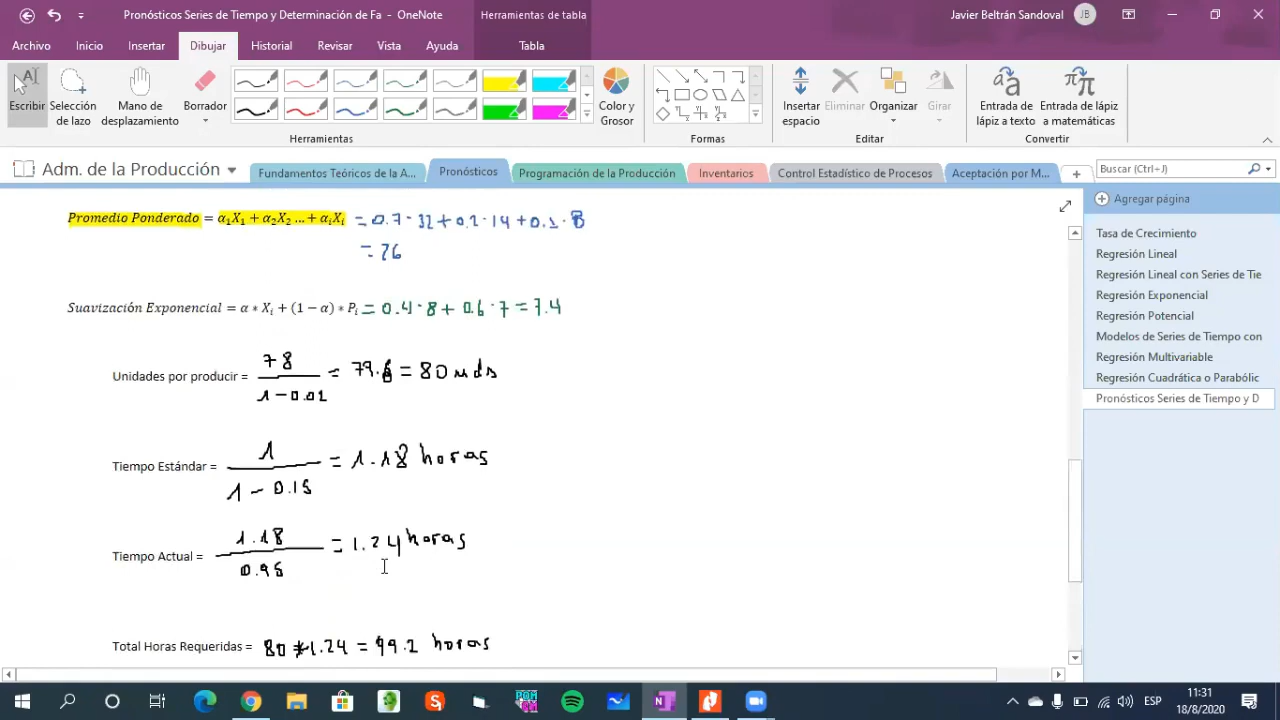 Pronósticos Series de Tiempo y Determinación de Fa - OneNote
Herramientas de tabla
Javier Beltrán Sandoval JB
Archivo Inicio Insertar Dibujar Historial Revisar Vista Ayuda Tabla
Escribir Selección de lazo Mano de desplazamiento Borrador Color y Grosor Insertar espacio Eliminar Organizar Girar Entrada de lápiz a texto Entrada de lápiz a matemáticas
Herramientas Formas Editar Convertir
Adm. de la Producción Fundamentos Teóricos de la A... Pronósticos Programación de la Producción Inventarios Control Estadístico de Procesos Aceptación por M... Buscar (Ctrl+J)
Promedio Ponderado = α₁X₁ + α₂X₂ ... + αᵢXᵢ = 0.7 · 32 + 0.2 · 14 + 0.1 · 8
= 26
Suavización Exponencial = α ∗ Xᵢ + (1 − α) ∗ Pᵢ = 0.4 · 8 + 0.6 · 7 = 7.4
78
Unidades por producir = = 79.6 = 80 uds
1 - 0.02
1
Tiempo Estándar = = 1.18 horas
1 - 0.15
1.18
Tiempo Actual = = 1.24 horas
0.95
Total Horas Requeridas = 80 * 1.24 = 99.2 horas
Agregar página
Tasa de Crecimiento
Regresión Lineal
Regresión Lineal con Series de Tie
Regresión Exponencial
Regresión Potencial
Modelos de Series de Tiempo con
Regresión Multivariable
Regresión Cuadrática o Parabólic
Pronósticos Series de Tiempo y D
ESP
11:31
18/8/2020